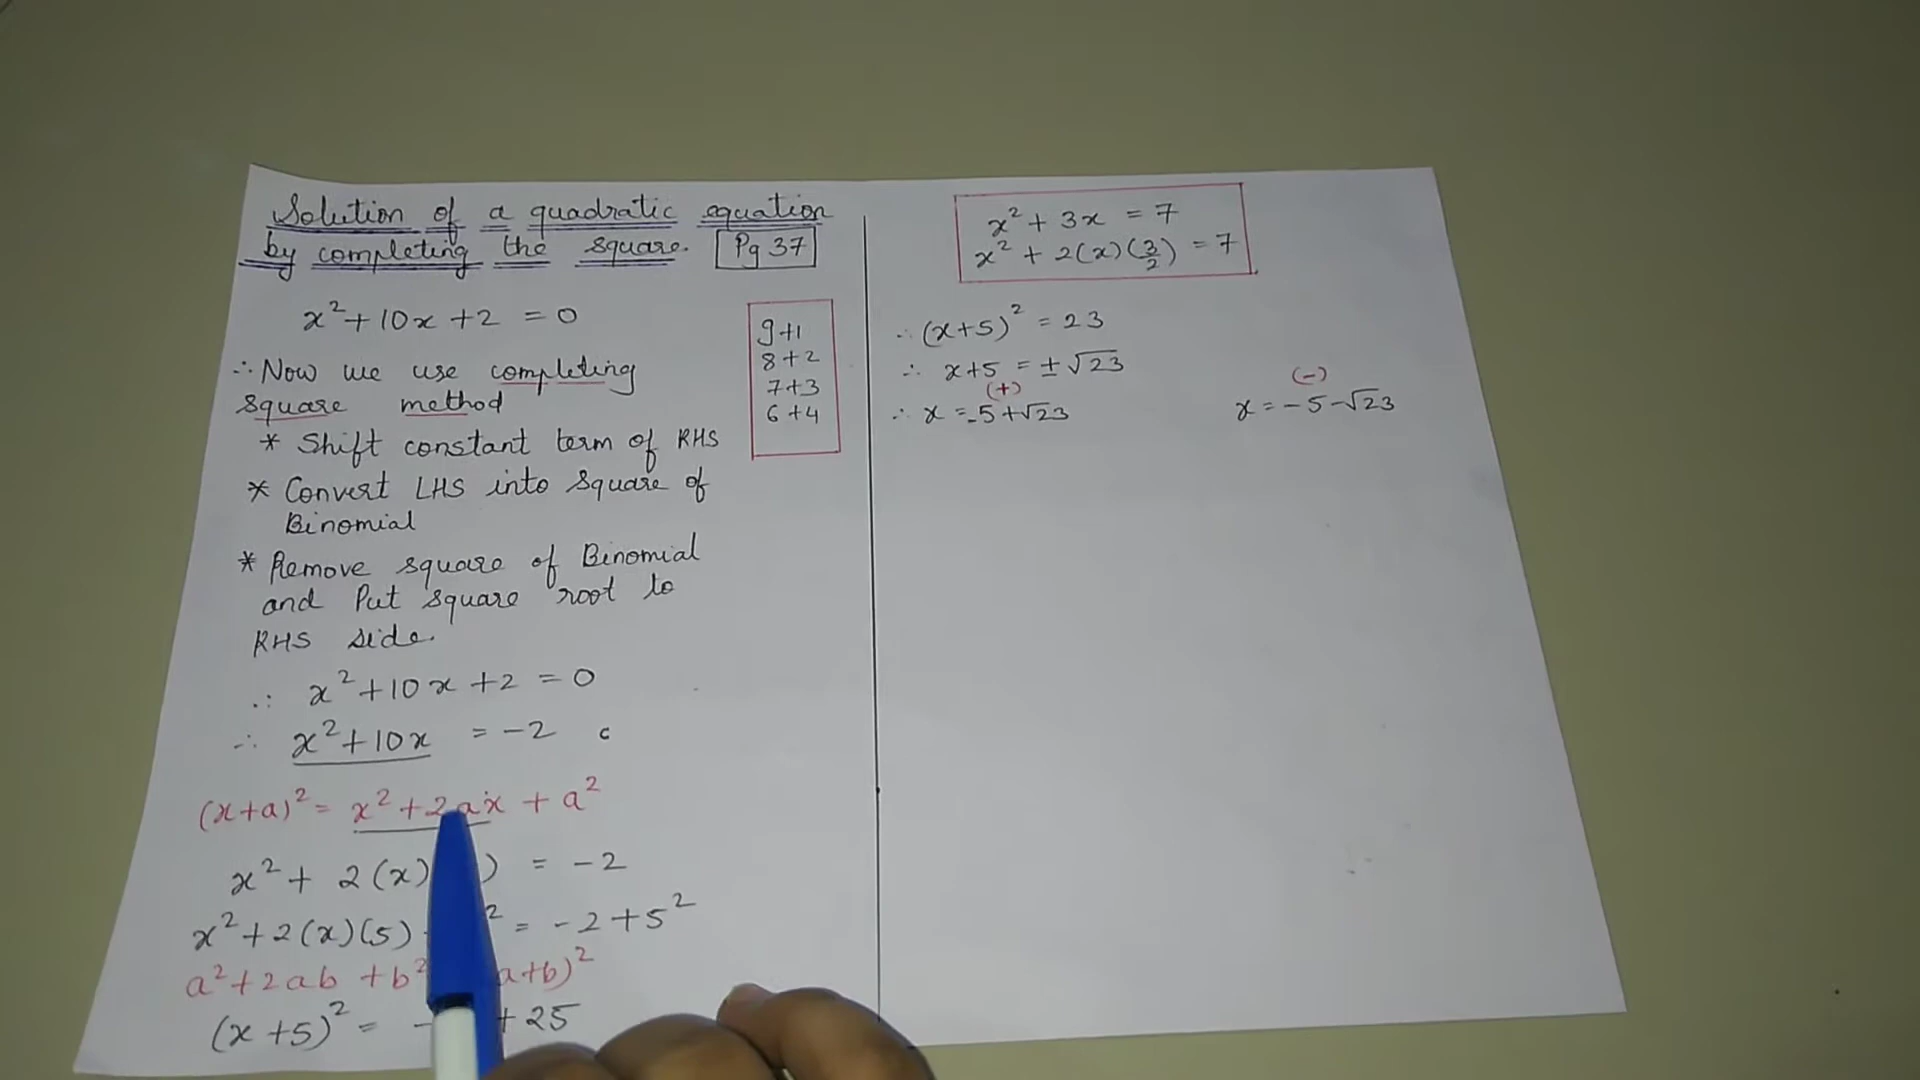 Solution of a quadratic equation
by completing the square. Pg 37
x² + 10x + 2 = 0
∴ Now we use completing
square method
* Shift constant term of RHS
* Convert LHS into square of
Binomial
* Remove square of Binomial
and Put square root to
RHS side.
∴ x² + 10x + 2 = 0
∴ x² + 10x = -2
(x+a)² = x² + 2ax + a²
x² + 2(x) ) = -2
x² + 2(x)(5) ² = -2 + 5²
a² + 2ab + b² a+b)²
(x+5)² = - + 25
9+1
8+2
7+3
6+4
x² + 3x = 7
x² + 2(x)(3/2) = 7
∴ (x+5)² = 23
∴ x+5 = ±√23
(+)
∴ x = -5+√23
(-)
x = -5-√23